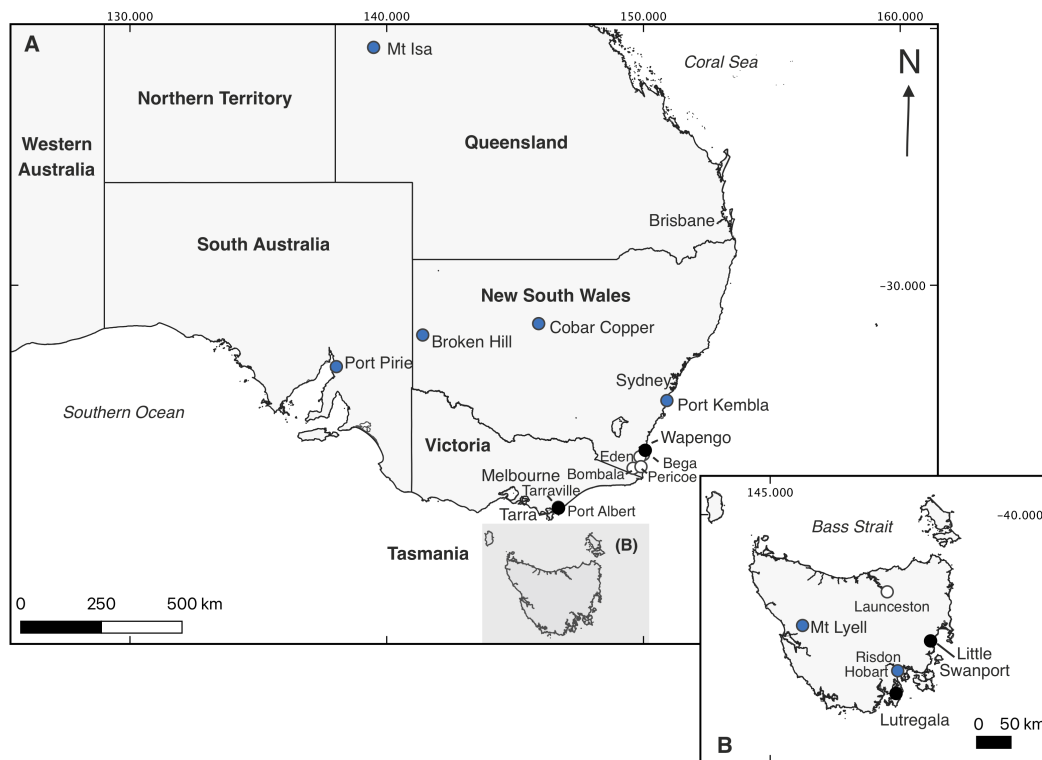 130.000
140.000
150.000
160.000
A
Mt Isa
Coral Sea
N
Northern Territory
Western
Australia
Queensland
Brisbane
South Australia
-30.000
New South Wales
Cobar Copper
Broken Hill
Port Pirie
Sydney
Port Kembla
Southern Ocean
Wapengo
Victoria
Eden
Bega
Melbourne
Bombala
Pericoe
Tarraville
Tarra
Port Albert
Tasmania
(B)
0
250
500 km
145.000
-40.000
Bass Strait
Launceston
Mt Lyell
Risdon
Hobart
Little
Swanport
Lutregala
0
50 km
B